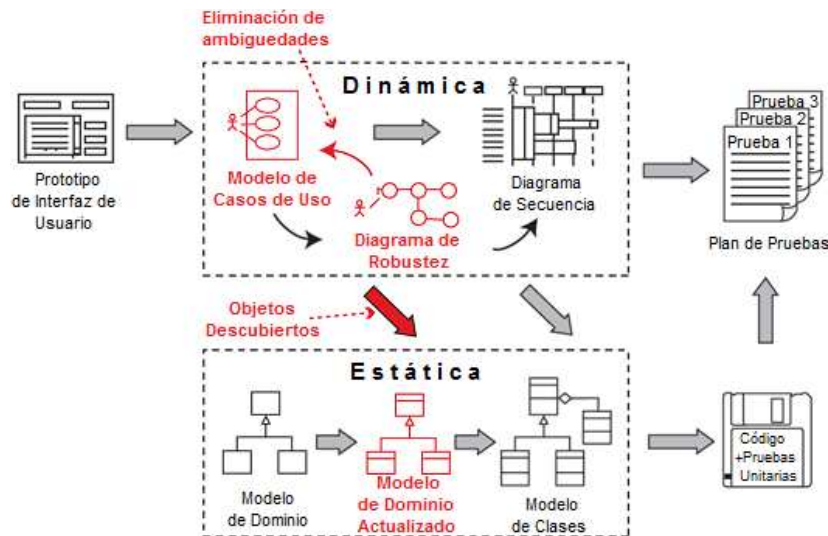 Eliminación de
ambiguedades
Dinámica
Prueba 3
Prueba 2
Prueba 1
Prototipo
de Interfaz de
Usuario
Modelo de
Casos de Uso
Diagrama
de Secuencia
Diagrama de
Robustez
Plan de Pruebas
Objetos
Descubiertos
Estática
Código
+Pruebas
Unitarias
Modelo
de Dominio
Modelo
de Dominio
Actualizado
Modelo
de Clases